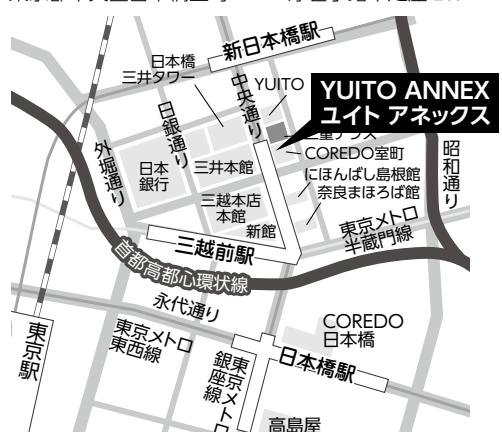 新日本橋駅
日本橋
三井タワー
中央通り
YUITO
YUITO ANNEX
ユイト アネックス
日銀通り
外堀通り
三重テラス
COREDO室町
昭和通り
日本
銀行
三井本館
にほんばし島根館
奈良まほろば館
三越本店
本館
新館
東京メトロ
半蔵門線
三越前駅
首都高都心環状線
永代通り
東京メトロ
東西線
COREDO
日本橋
東京駅
日本橋駅
東京メトロ
銀座線
高島屋